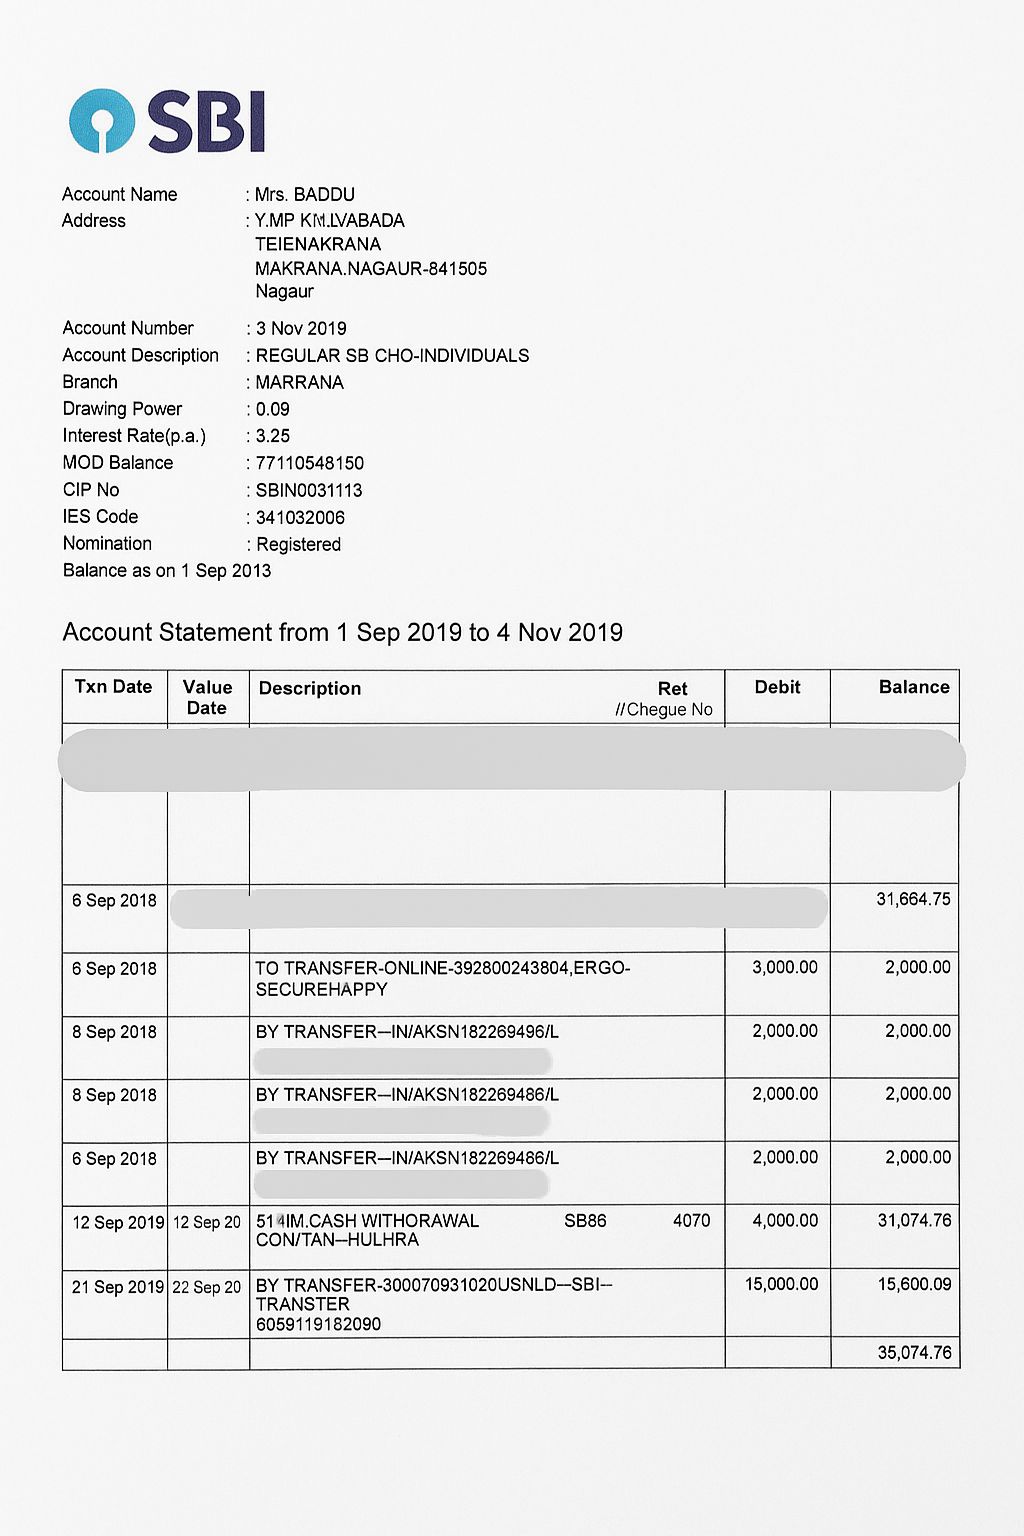 SBI
Account Name : Mrs. BADDU
Address : Y.MP KM.LVABADA
TEIENAKRANA
MAKRANA.NAGAUR-841505
Nagaur
Account Number : 3 Nov 2019
Account Description : REGULAR SB CHO-INDIVIDUALS
Branch : MARRANA
Drawing Power : 0.09
Interest Rate(p.a.) : 3.25
MOD Balance : 77110548150
CIP No : SBIN0031113
IES Code : 341032006
Nomination : Registered
Balance as on 1 Sep 2013
Account Statement from 1 Sep 2019 to 4 Nov 2019
Txn Date Value Description Ret Debit Balance
Date //Chegue No
6 Sep 2018 31,664.75
6 Sep 2018 TO TRANSFER-ONLINE-392800243804,ERGO- 3,000.00 2,000.00
SECUREHAPPY
8 Sep 2018 BY TRANSFER--IN/AKSN182269496/L 2,000.00 2,000.00
8 Sep 2018 BY TRANSFER--IN/AKSN182269486/L 2,000.00 2,000.00
6 Sep 2018 BY TRANSFER--IN/AKSN182269486/L 2,000.00 2,000.00
12 Sep 2019 12 Sep 20 514IM.CASH WITHORAWAL SB86 4070 4,000.00 31,074.76
CON/TAN--HULHRA
21 Sep 2019 22 Sep 20 BY TRANSFER-300070931020USNLD--SBI-- 15,000.00 15,600.09
TRANSTER
6059119182090
35,074.76